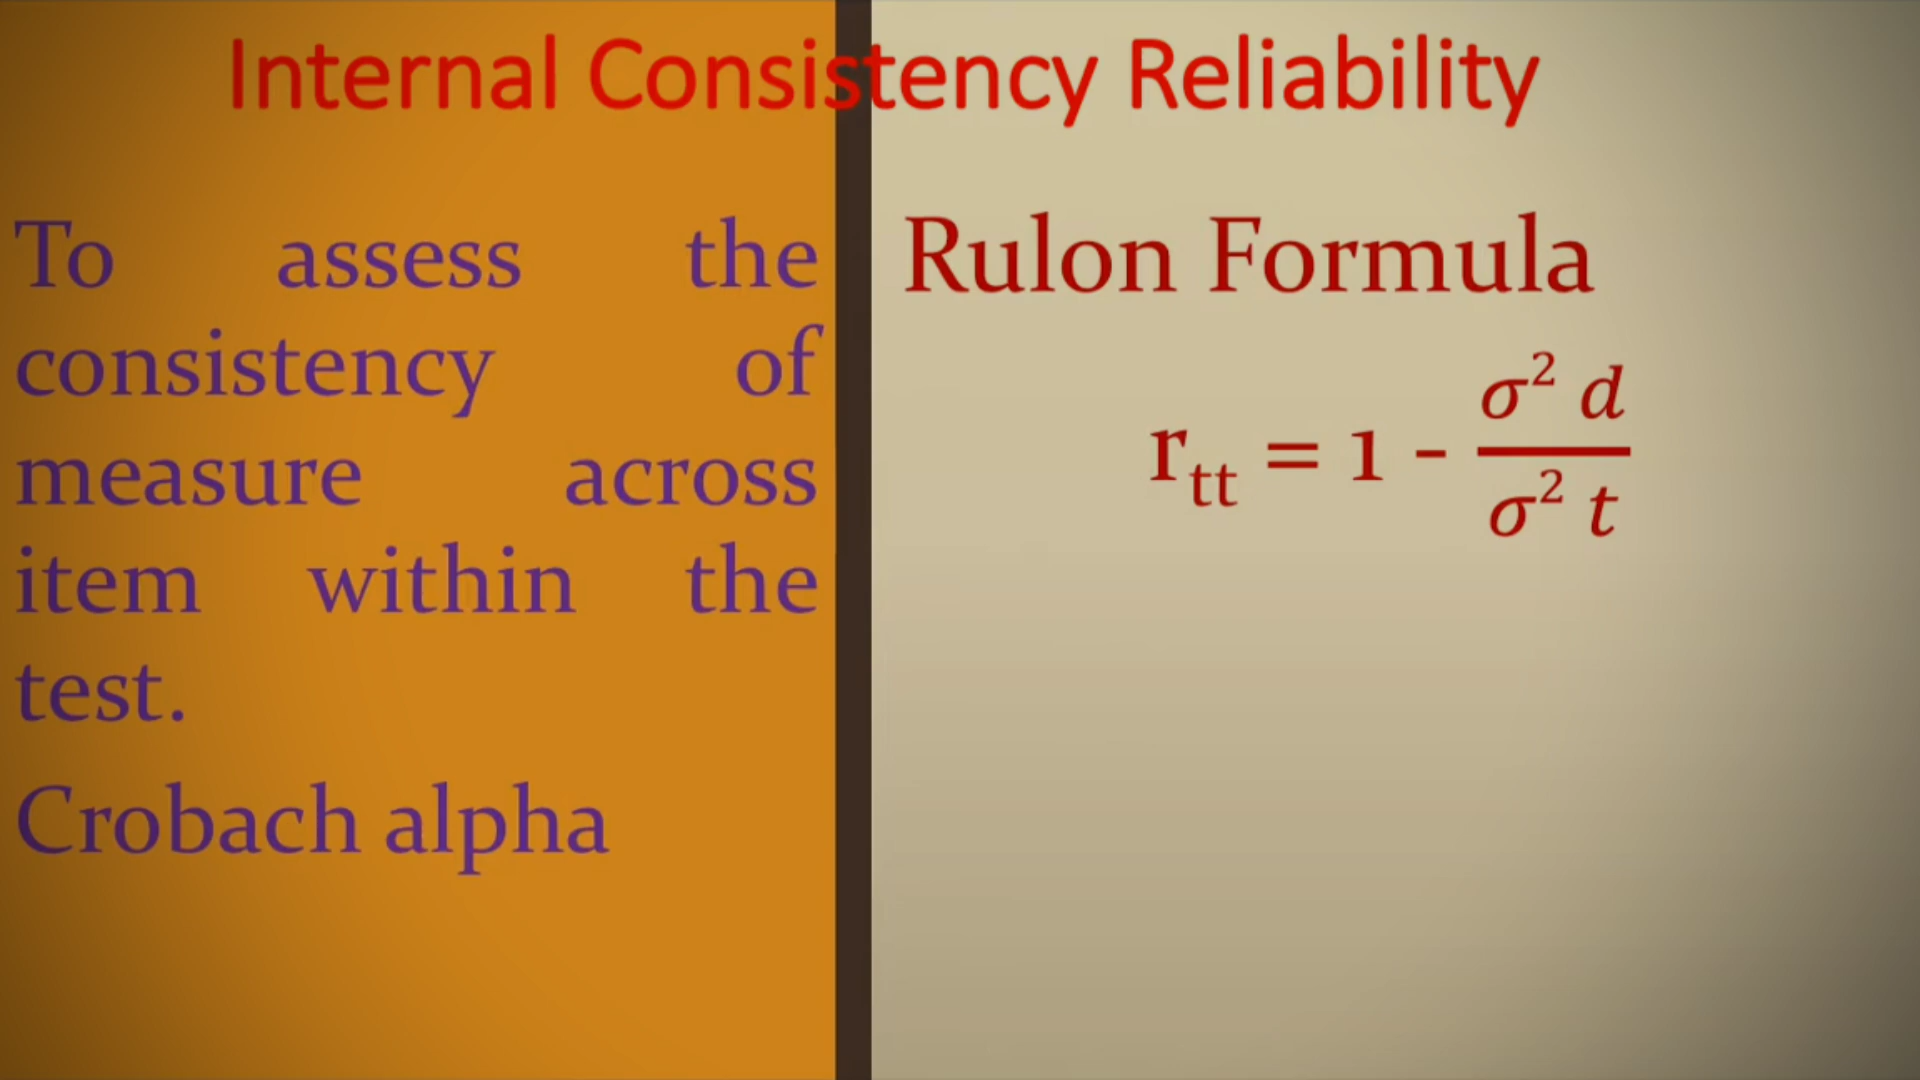 Internal Consistency Reliability
To assess the
consistency of
measure across
item within the
test.
Crobach alpha
Rulon Formula
r_tt = 1 - σ² d / σ² t